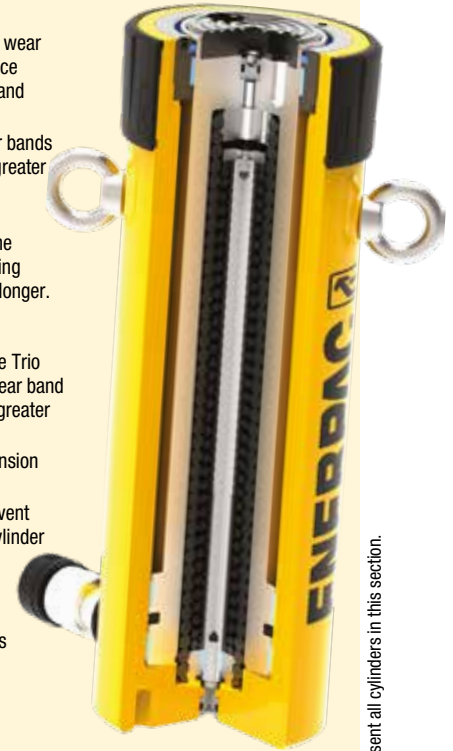 wear
ce
and
r bands
greater
ne
ing
longer.
e Trio
ear band
greater
nsion
vent
ylinder
s
ENERPAC
sent all cylinders in this section.